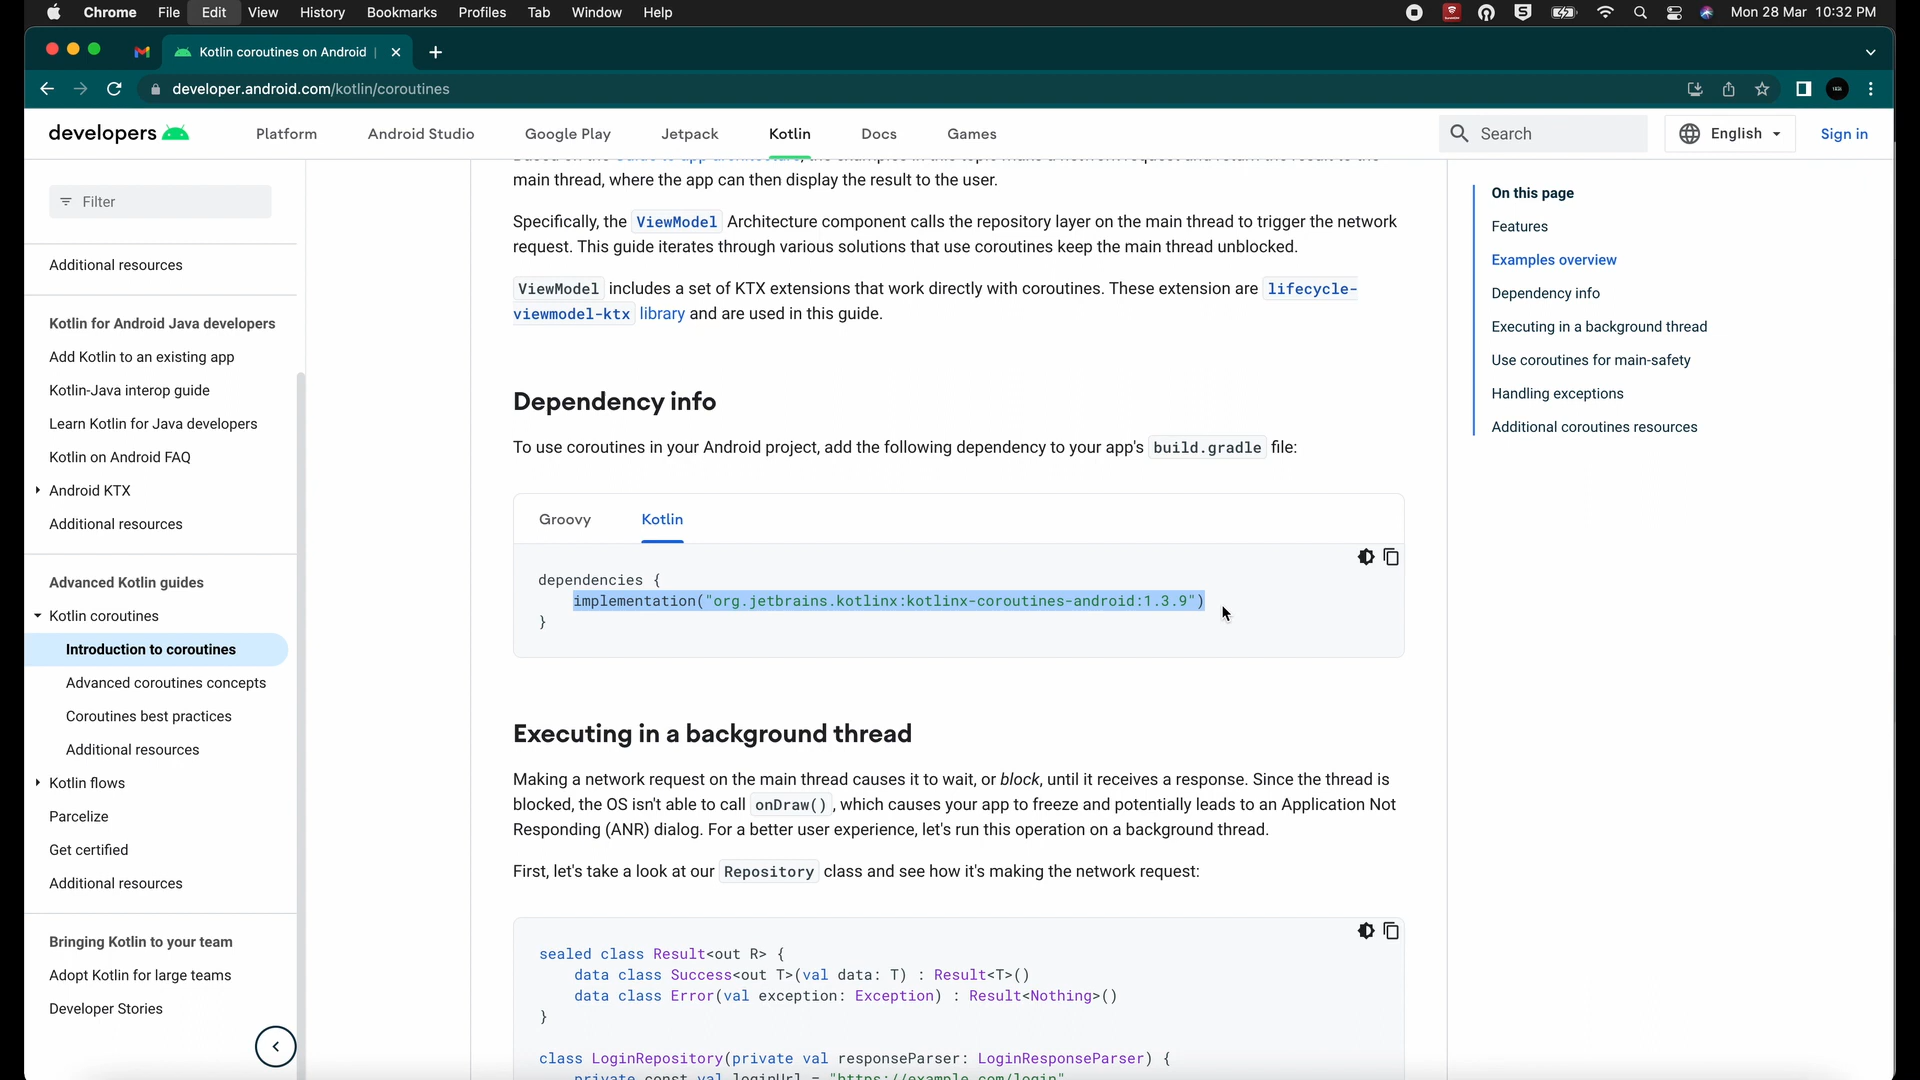 Chrome File Edit View History Bookmarks Profiles Tab Window Help Mon 28 Mar 10:32 PM
Kotlin coroutines on Android |
developer.android.com/kotlin/coroutines
developers Platform Android Studio Google Play Jetpack Kotlin Docs Games Search English Sign in
Filter
Additional resources
Kotlin for Android Java developers
Add Kotlin to an existing app
Kotlin-Java interop guide
Learn Kotlin for Java developers
Kotlin on Android FAQ
Android KTX
Additional resources
Advanced Kotlin guides
Kotlin coroutines
Introduction to coroutines
Advanced coroutines concepts
Coroutines best practices
Additional resources
Kotlin flows
Parcelize
Get certified
Additional resources
Bringing Kotlin to your team
Adopt Kotlin for large teams
Developer Stories
main thread, where the app can then display the result to the user.
Specifically, the ViewModel Architecture component calls the repository layer on the main thread to trigger the network
request. This guide iterates through various solutions that use coroutines keep the main thread unblocked.
ViewModel includes a set of KTX extensions that work directly with coroutines. These extension are lifecycle-
viewmodel-ktx library and are used in this guide.
Dependency info
To use coroutines in your Android project, add the following dependency to your app's build.gradle file:
Groovy Kotlin
dependencies {
implementation("org.jetbrains.kotlinx:kotlinx-coroutines-android:1.3.9")
}
Executing in a background thread
Making a network request on the main thread causes it to wait, or block, until it receives a response. Since the thread is
blocked, the OS isn't able to call onDraw(), which causes your app to freeze and potentially leads to an Application Not
Responding (ANR) dialog. For a better user experience, let's run this operation on a background thread.
First, let's take a look at our Repository class and see how it's making the network request:
sealed class Result<out R> {
data class Success<out T>(val data: T) : Result<T>()
data class Error(val exception: Exception) : Result<Nothing>()
}
class LoginRepository(private val responseParser: LoginResponseParser) {
private const val loginUrl = "https://example.com/login"
On this page
Features
Examples overview
Dependency info
Executing in a background thread
Use coroutines for main-safety
Handling exceptions
Additional coroutines resources